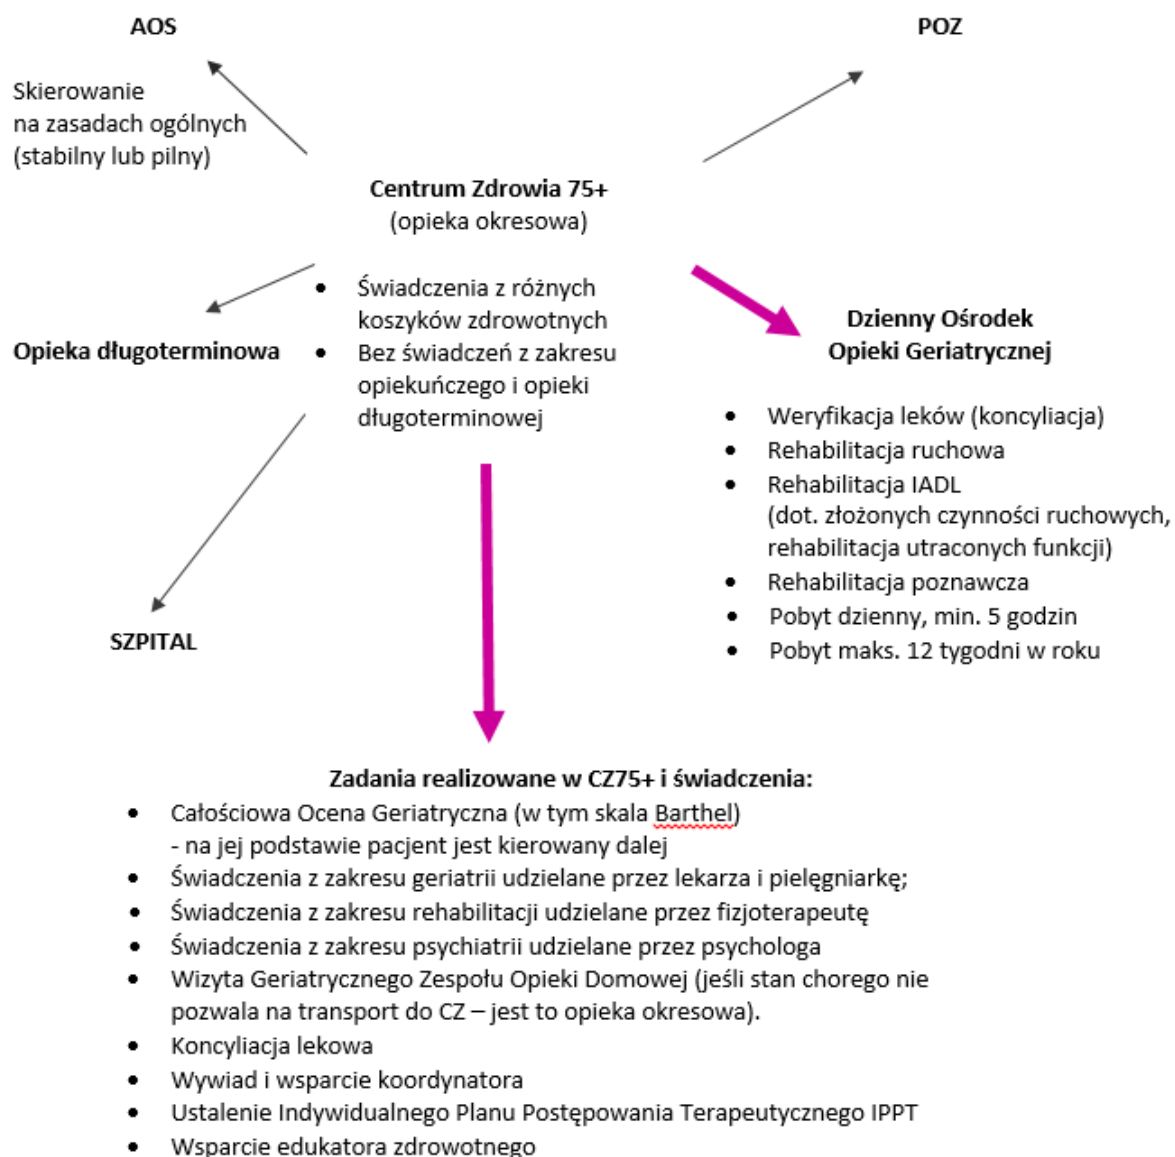 AOS
POZ
Skierowanie
na zasadach ogólnych
(stabilny lub pilny)
Centrum Zdrowia 75+
(opieka okresowa)
• Świadczenia z różnych
koszyków zdrowotnych
• Bez świadczeń z zakresu
opiekuńczego i opieki
długoterminowej
Opieka długoterminowa
Dzienny Ośrodek
Opieki Geriatrycznej
• Weryfikacja leków (koncyliacja)
• Rehabilitacja ruchowa
• Rehabilitacja IADL
(dot. złożonych czynności ruchowych,
rehabilitacja utraconych funkcji)
• Rehabilitacja poznawcza
• Pobyt dzienny, min. 5 godzin
• Pobyt maks. 12 tygodni w roku
SZPITAL
Zadania realizowane w CZ75+ i świadczenia:
• Całościowa Ocena Geriatryczna (w tym skala Barthel)
- na jej podstawie pacjent jest kierowany dalej
• Świadczenia z zakresu geriatrii udzielane przez lekarza i pielęgniarkę;
• Świadczenia z zakresu rehabilitacji udzielane przez fizjoterapeutę
• Świadczenia z zakresu psychiatrii udzielane przez psychologa
• Wizyta Geriatrycznego Zespołu Opieki Domowej (jeśli stan chorego nie
pozwala na transport do CZ – jest to opieka okresowa).
• Koncyliacja lekowa
• Wywiad i wsparcie koordynatora
• Ustalenie Indywidualnego Planu Postępowania Terapeutycznego IPPT
• Wsparcie edukatora zdrowotnego